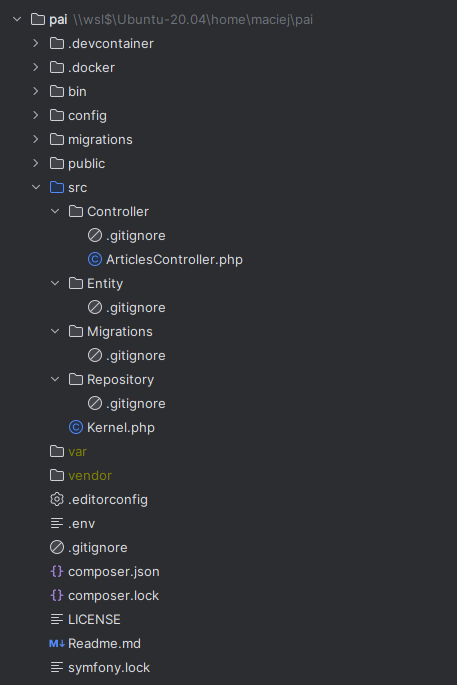 pai \\wsl$\Ubuntu-20.04\home\maciej\pai
.devcontainer
.docker
bin
config
migrations
public
src
Controller
.gitignore
ArticlesController.php
Entity
.gitignore
Migrations
.gitignore
Repository
.gitignore
Kernel.php
var
vendor
.editorconfig
.env
.gitignore
composer.json
composer.lock
LICENSE
Readme.md
symfony.lock